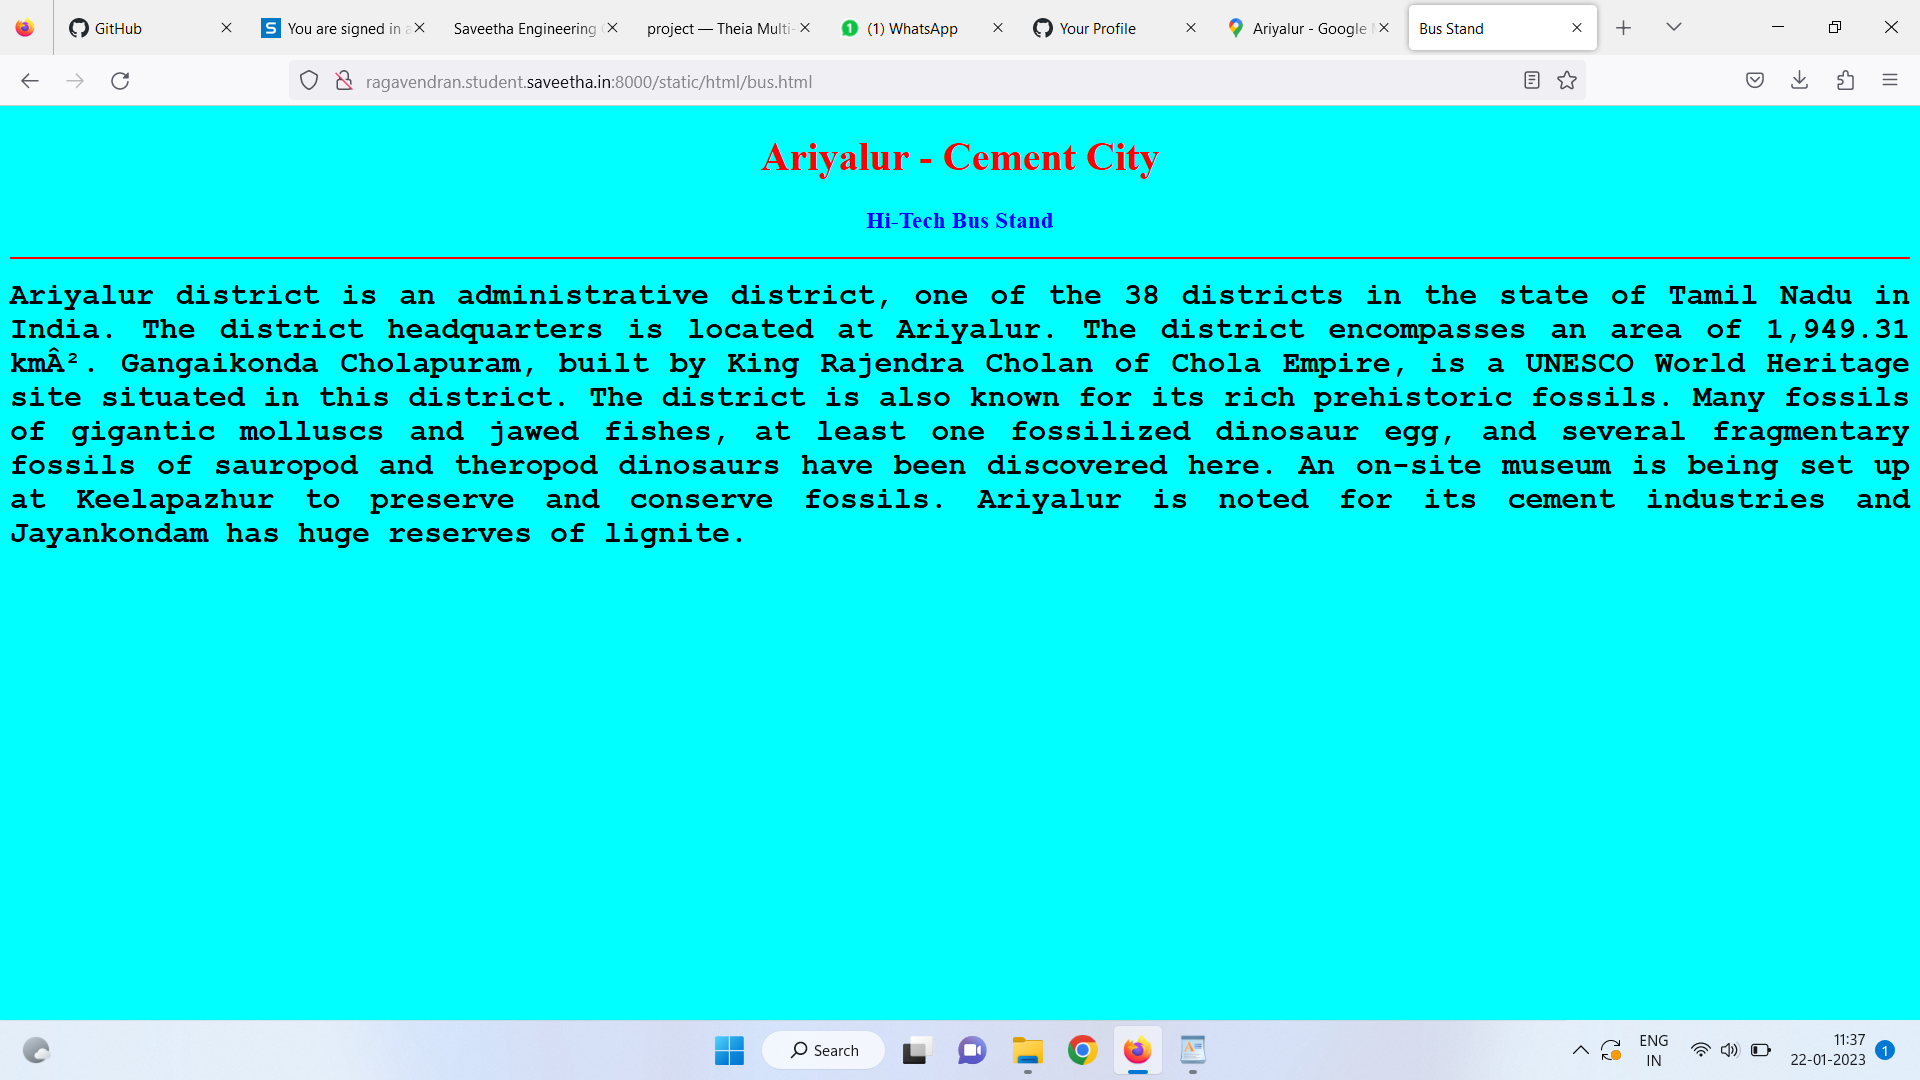 GitHub
You are signed in a
Saveetha Engineering
project — Theia Multi-
(1) WhatsApp
Your Profile
Ariyalur - Google
Bus Stand
ragavendran.student.saveetha.in:8000/static/html/bus.html
Ariyalur - Cement City
Hi-Tech Bus Stand
Ariyalur district is an administrative district, one of the 38 districts in the state of Tamil Nadu in
India. The district headquarters is located at Ariyalur. The district encompasses an area of 1,949.31
kmÂ². Gangaikonda Cholapuram, built by King Rajendra Cholan of Chola Empire, is a UNESCO World Heritage
site situated in this district. The district is also known for its rich prehistoric fossils. Many fossils
of gigantic molluscs and jawed fishes, at least one fossilized dinosaur egg, and several fragmentary
fossils of sauropod and theropod dinosaurs have been discovered here. An on-site museum is being set up
at Keelapazhur to preserve and conserve fossils. Ariyalur is noted for its cement industries and
Jayankondam has huge reserves of lignite.
Search
ENG
IN
11:37
22-01-2023
1